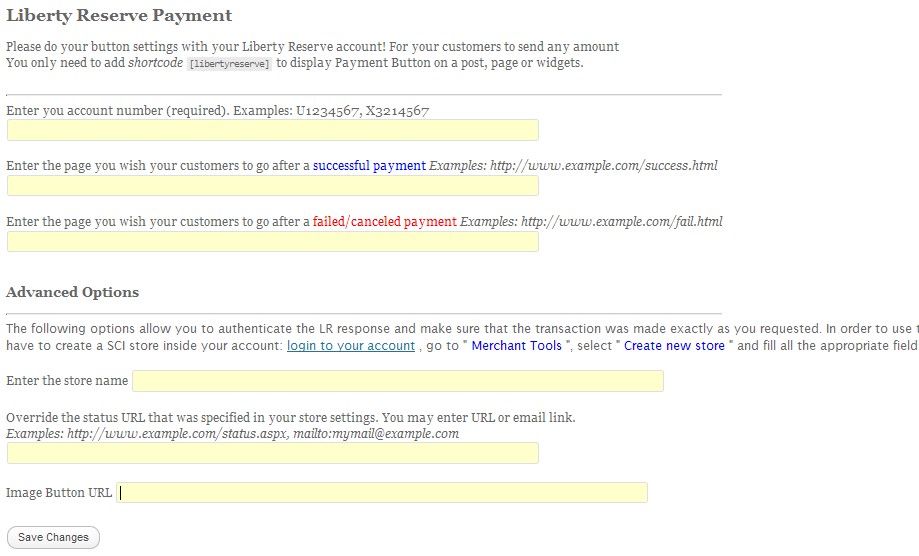 Liberty Reserve Payment
Please do your button settings with your Liberty Reserve account! For your customers to send any amount
You only need to add shortcode [libertyreserve] to display Payment Button on a post, page or widgets.
Enter you account number (required). Examples: U1234567, X3214567
Enter the page you wish your customers to go after a successful payment Examples: http://www.example.com/success.html
Enter the page you wish your customers to go after a failed/canceled payment Examples: http://www.example.com/fail.html
Advanced Options
The following options allow you to authenticate the LR response and make sure that the transaction was made exactly as you requested. In order to use
have to create a SCI store inside your account: login to your account , go to " Merchant Tools ", select " Create new store " and fill all the appropriate field
Enter the store name
Override the status URL that was specified in your store settings. You may enter URL or email link.
Examples: http://www.example.com/status.aspx, mailto:mymail@example.com
Image Button URL
Save Changes